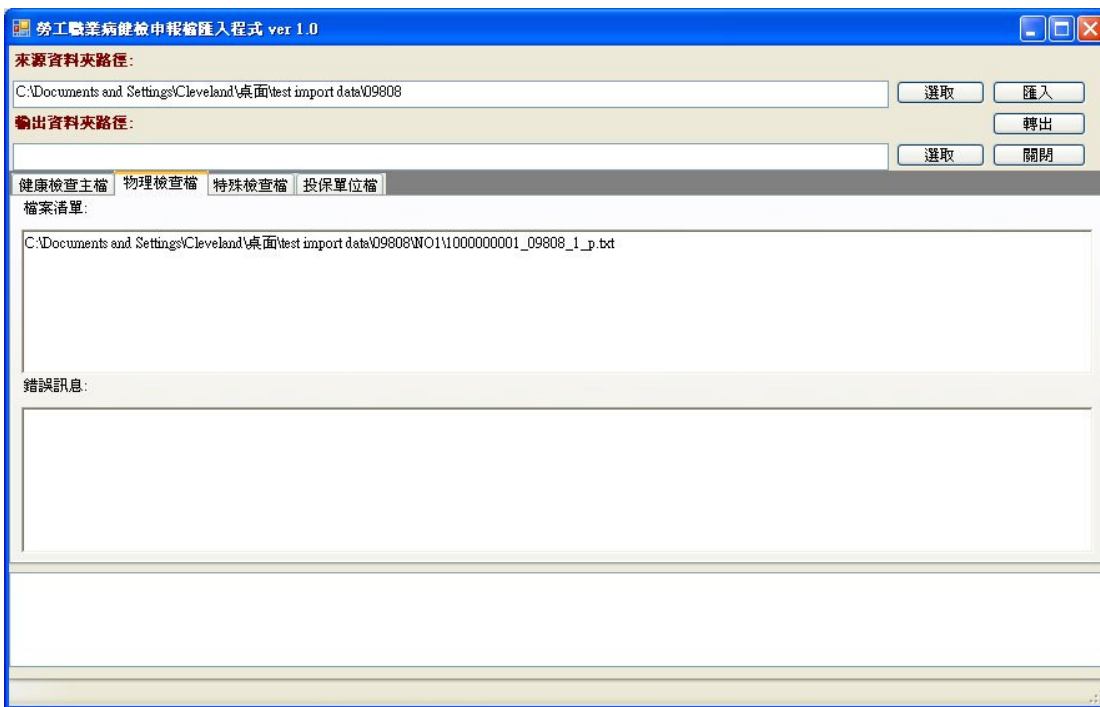 勞工職業病健檢申報檔匯入程式 ver 1.0
來源資料夾路徑:
C:\Documents and Settings\Cleveland\桌面\test import data\09808 選取 匯入
輸出資料夾路徑: 轉出
選取 關閉
健康檢查主檔 物理檢查檔 特殊檢查檔 投保單位檔
檔案清單:
C:\Documents and Settings\Cleveland\桌面\test import data\09808\NO1\1000000001_09808_1_p.txt
錯誤訊息: